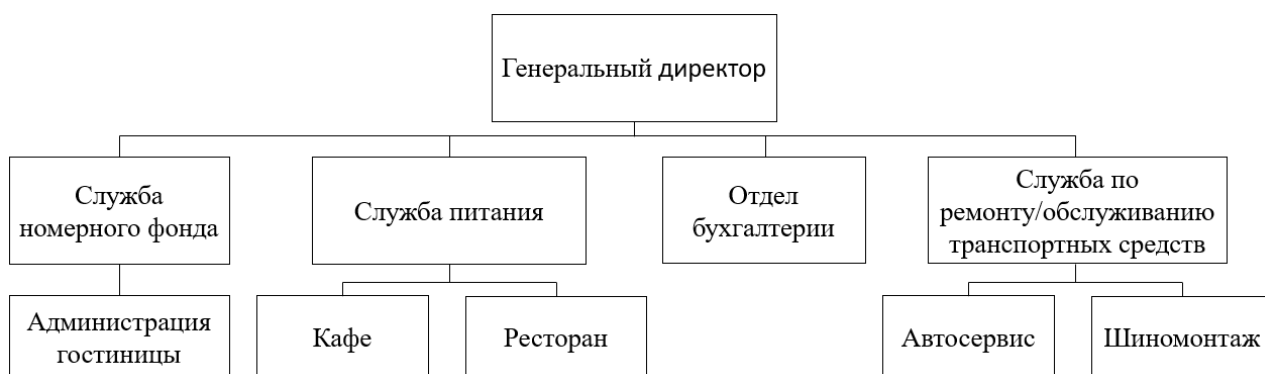 Генеральный директор
Служба
номерного фонда
Служба питания
Отдел
бухгалтерии
Служба по
ремонту/обслуживанию
транспортных средств
Администрация
гостиницы
Кафе
Ресторан
Автосервис
Шиномонтаж